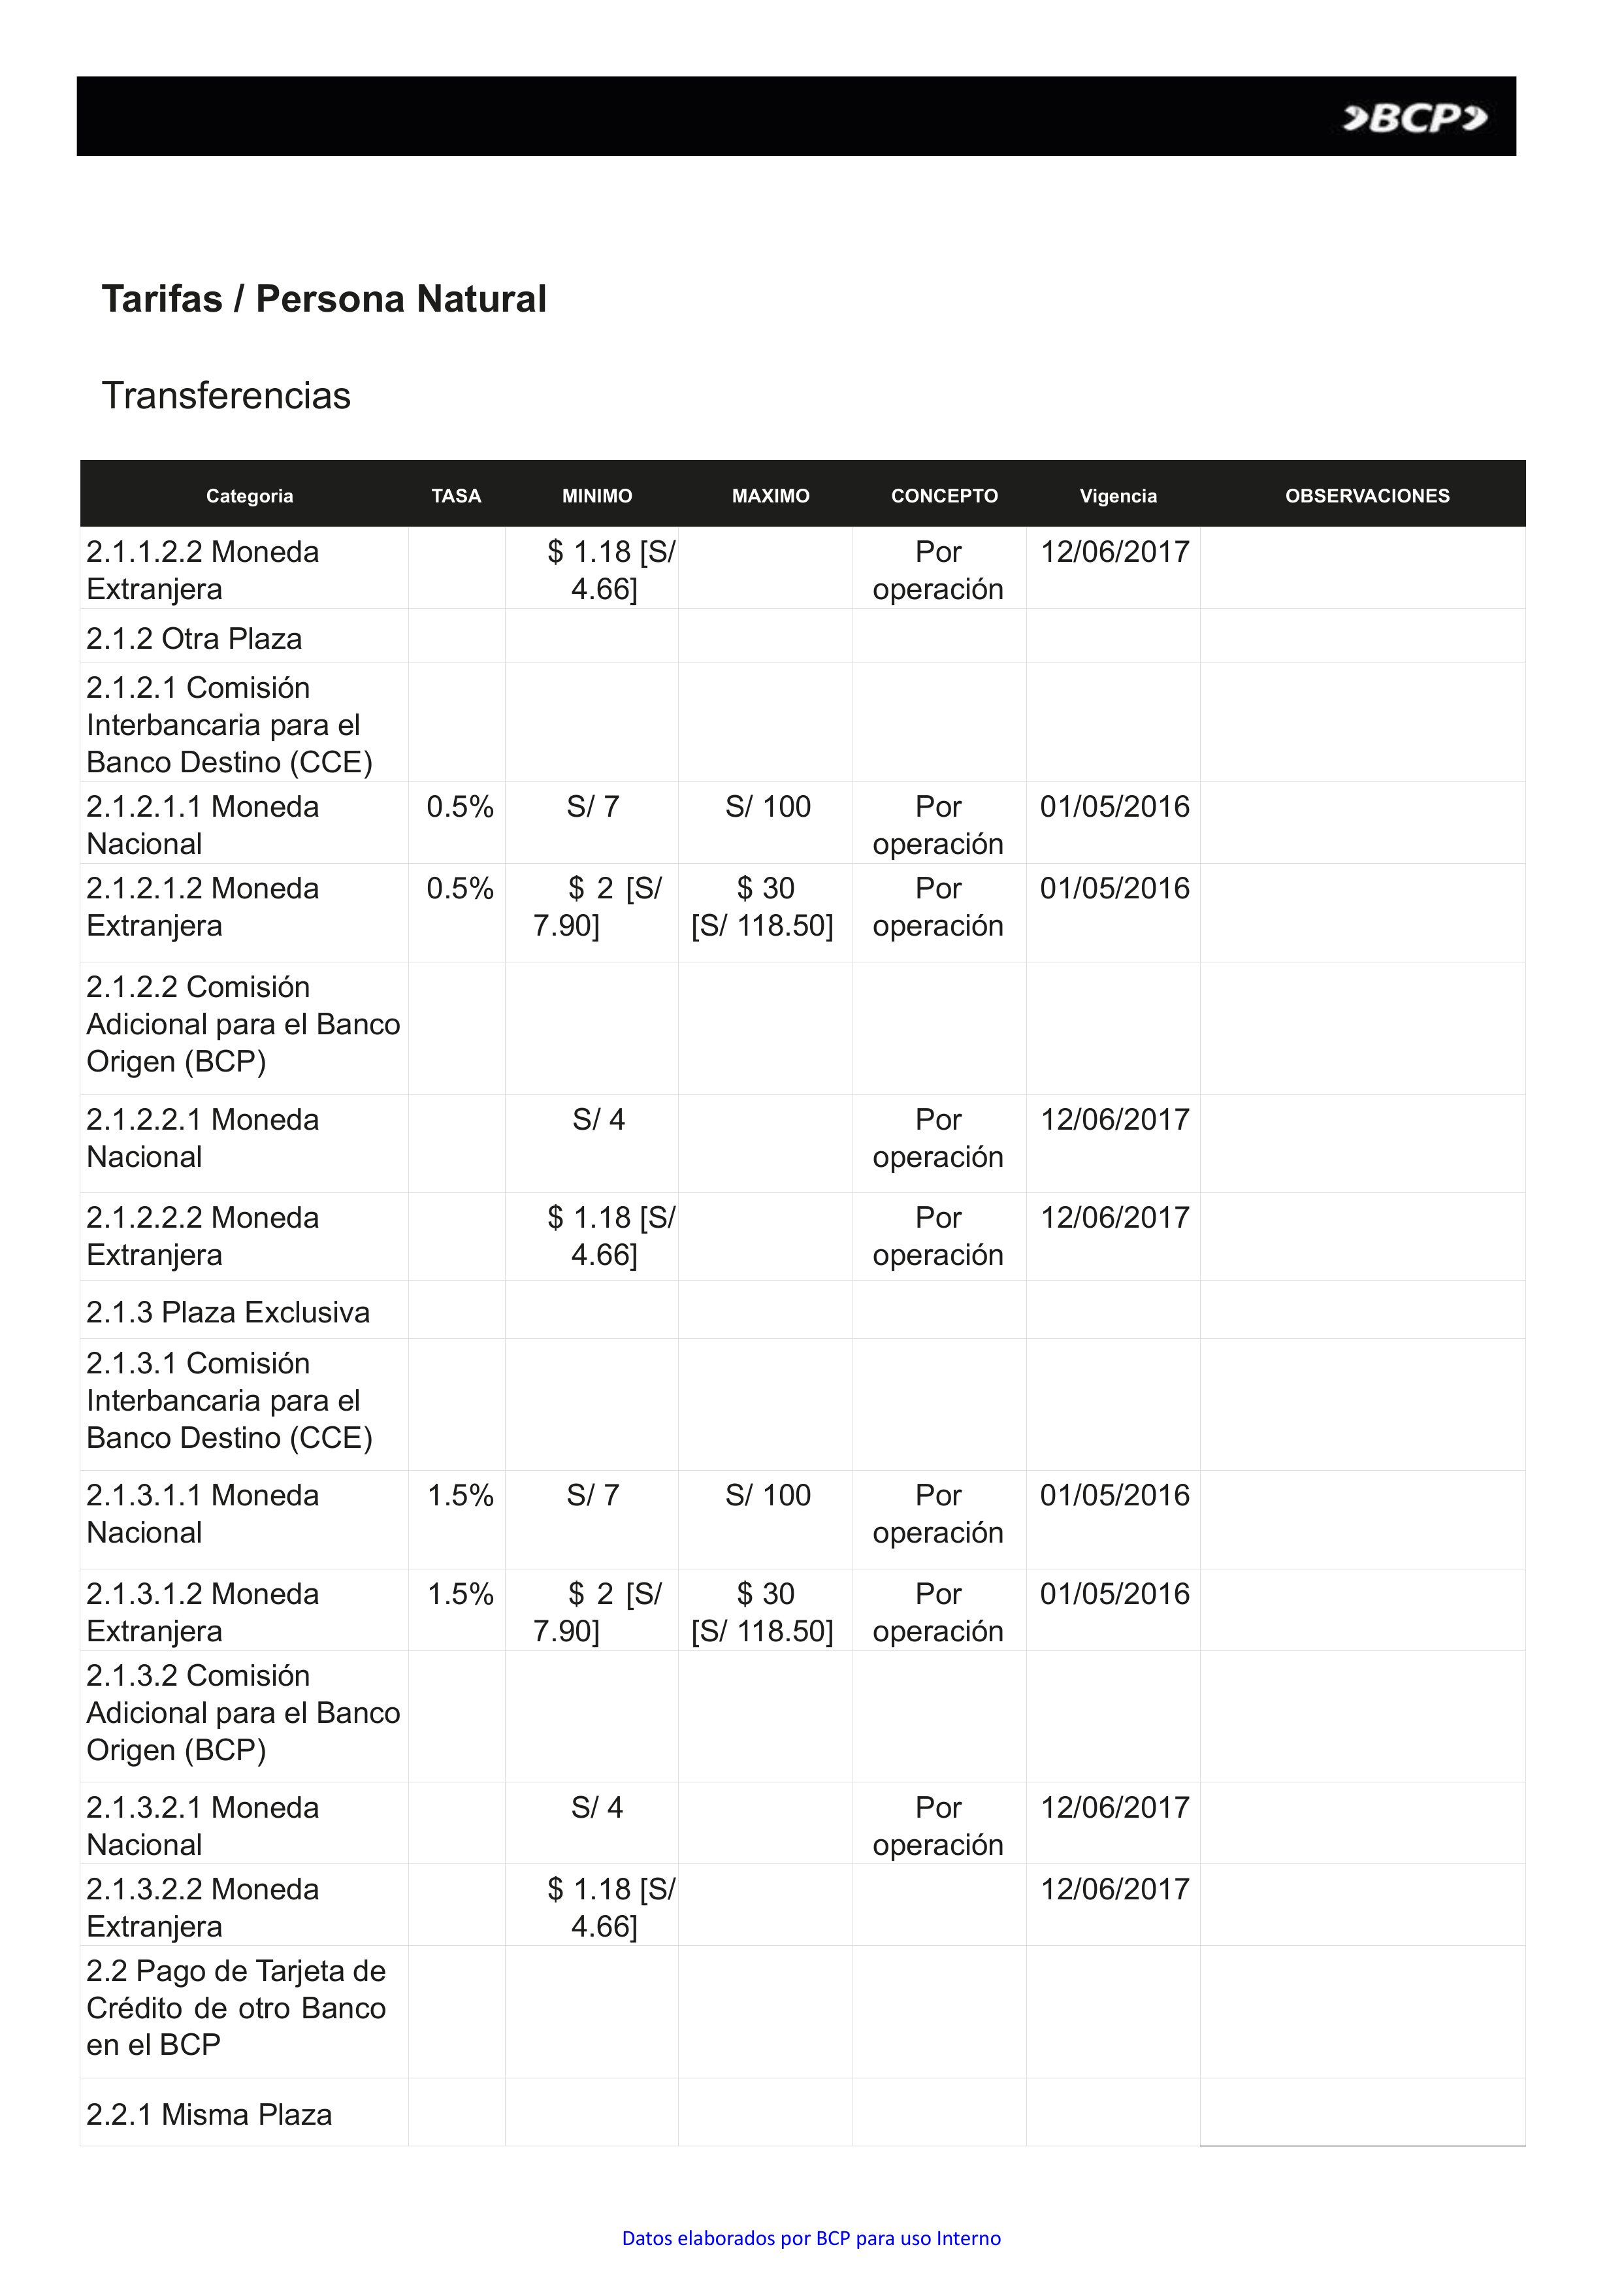 BCP
Tarifas / Persona Natural
Transferencias
Categoria TASA MINIMO MAXIMO CONCEPTO Vigencia OBSERVACIONES
2.1.1.2.2 Moneda $ 1.18 [S/ Por 12/06/2017
Extranjera 4.66] operación
2.1.2 Otra Plaza
2.1.2.1 Comisión
Interbancaria para el
Banco Destino (CCE)
2.1.2.1.1 Moneda 0.5% S/ 7 S/ 100 Por 01/05/2016
Nacional operación
2.1.2.1.2 Moneda 0.5% $ 2 [S/ $ 30 Por 01/05/2016
Extranjera 7.90] [S/ 118.50] operación
2.1.2.2 Comisión
Adicional para el Banco
Origen (BCP)
2.1.2.2.1 Moneda S/ 4 Por 12/06/2017
Nacional operación
2.1.2.2.2 Moneda $ 1.18 [S/ Por 12/06/2017
Extranjera 4.66] operación
2.1.3 Plaza Exclusiva
2.1.3.1 Comisión
Interbancaria para el
Banco Destino (CCE)
2.1.3.1.1 Moneda 1.5% S/ 7 S/ 100 Por 01/05/2016
Nacional operación
2.1.3.1.2 Moneda 1.5% $ 2 [S/ $ 30 Por 01/05/2016
Extranjera 7.90] [S/ 118.50] operación
2.1.3.2 Comisión
Adicional para el Banco
Origen (BCP)
2.1.3.2.1 Moneda S/ 4 Por 12/06/2017
Nacional operación
2.1.3.2.2 Moneda $ 1.18 [S/ 12/06/2017
Extranjera 4.66]
2.2 Pago de Tarjeta de
Crédito de otro Banco
en el BCP
2.2.1 Misma Plaza
Datos elaborados por BCP para uso Interno